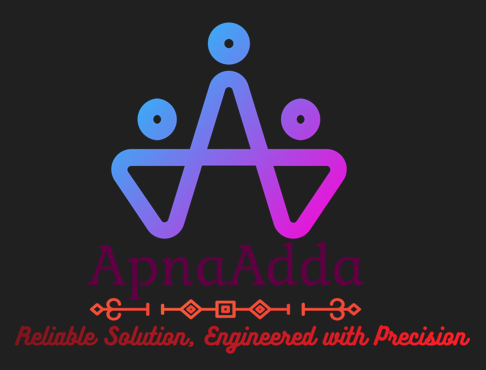 ApnaAdda
Reliable Solution, Engineered with Precision